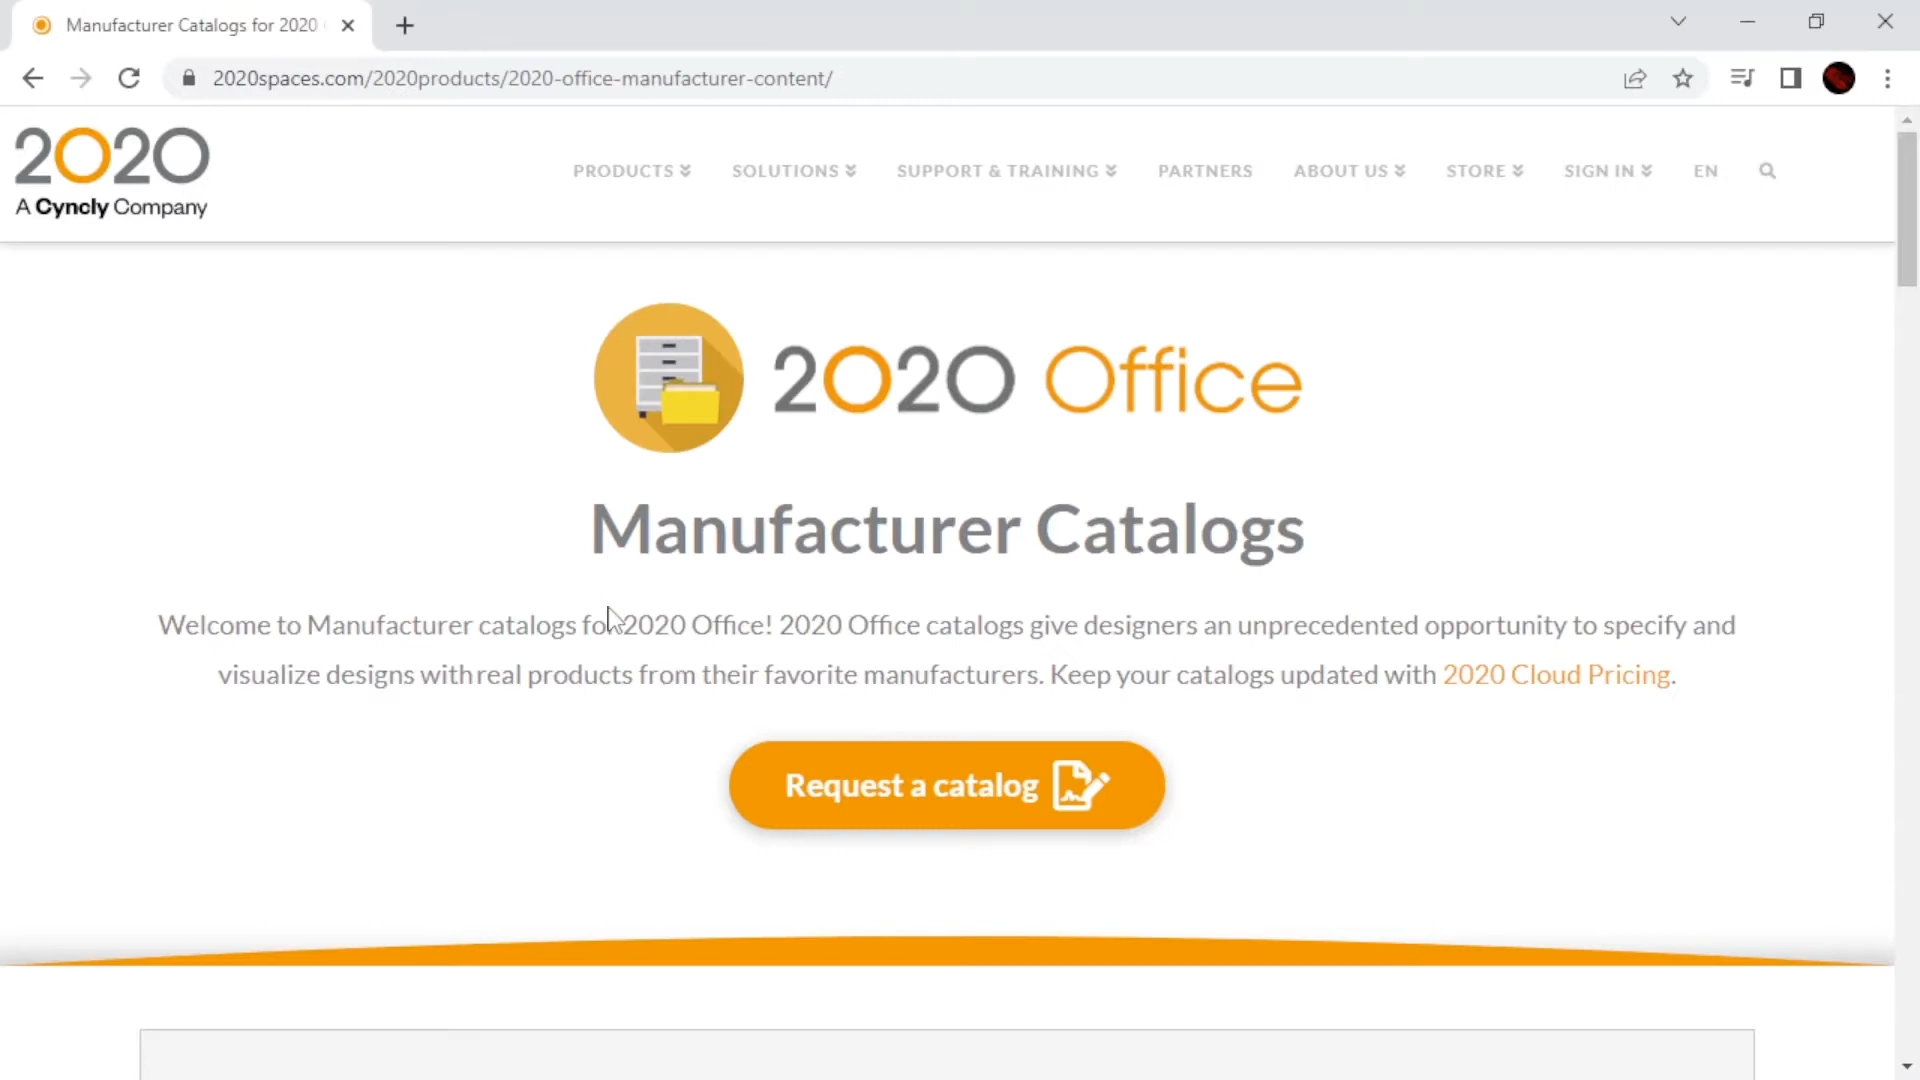 Manufacturer Catalogs for 2020
2020spaces.com/2020products/2020-office-manufacturer-content/
2020
A Cyncly Company
PRODUCTS SOLUTIONS SUPPORT & TRAINING PARTNERS ABOUT US STORE SIGN IN EN
2020 Office
Manufacturer Catalogs
Welcome to Manufacturer catalogs for 2020 Office! 2020 Office catalogs give designers an unprecedented opportunity to specify and
visualize designs with real products from their favorite manufacturers. Keep your catalogs updated with 2020 Cloud Pricing.
Request a catalog